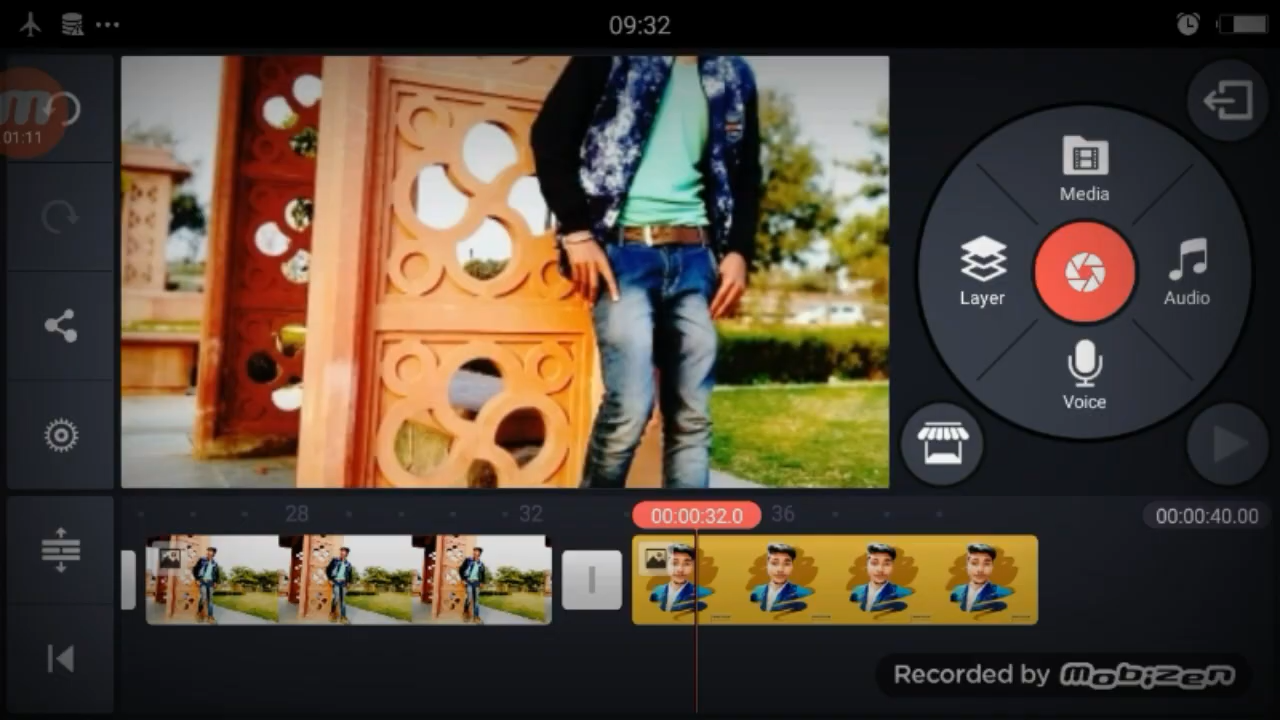 09:32
01:11
Media
Layer
Audio
Voice
28
32
00:00:32.0
36
00:00:40.00
Recorded by mobizen